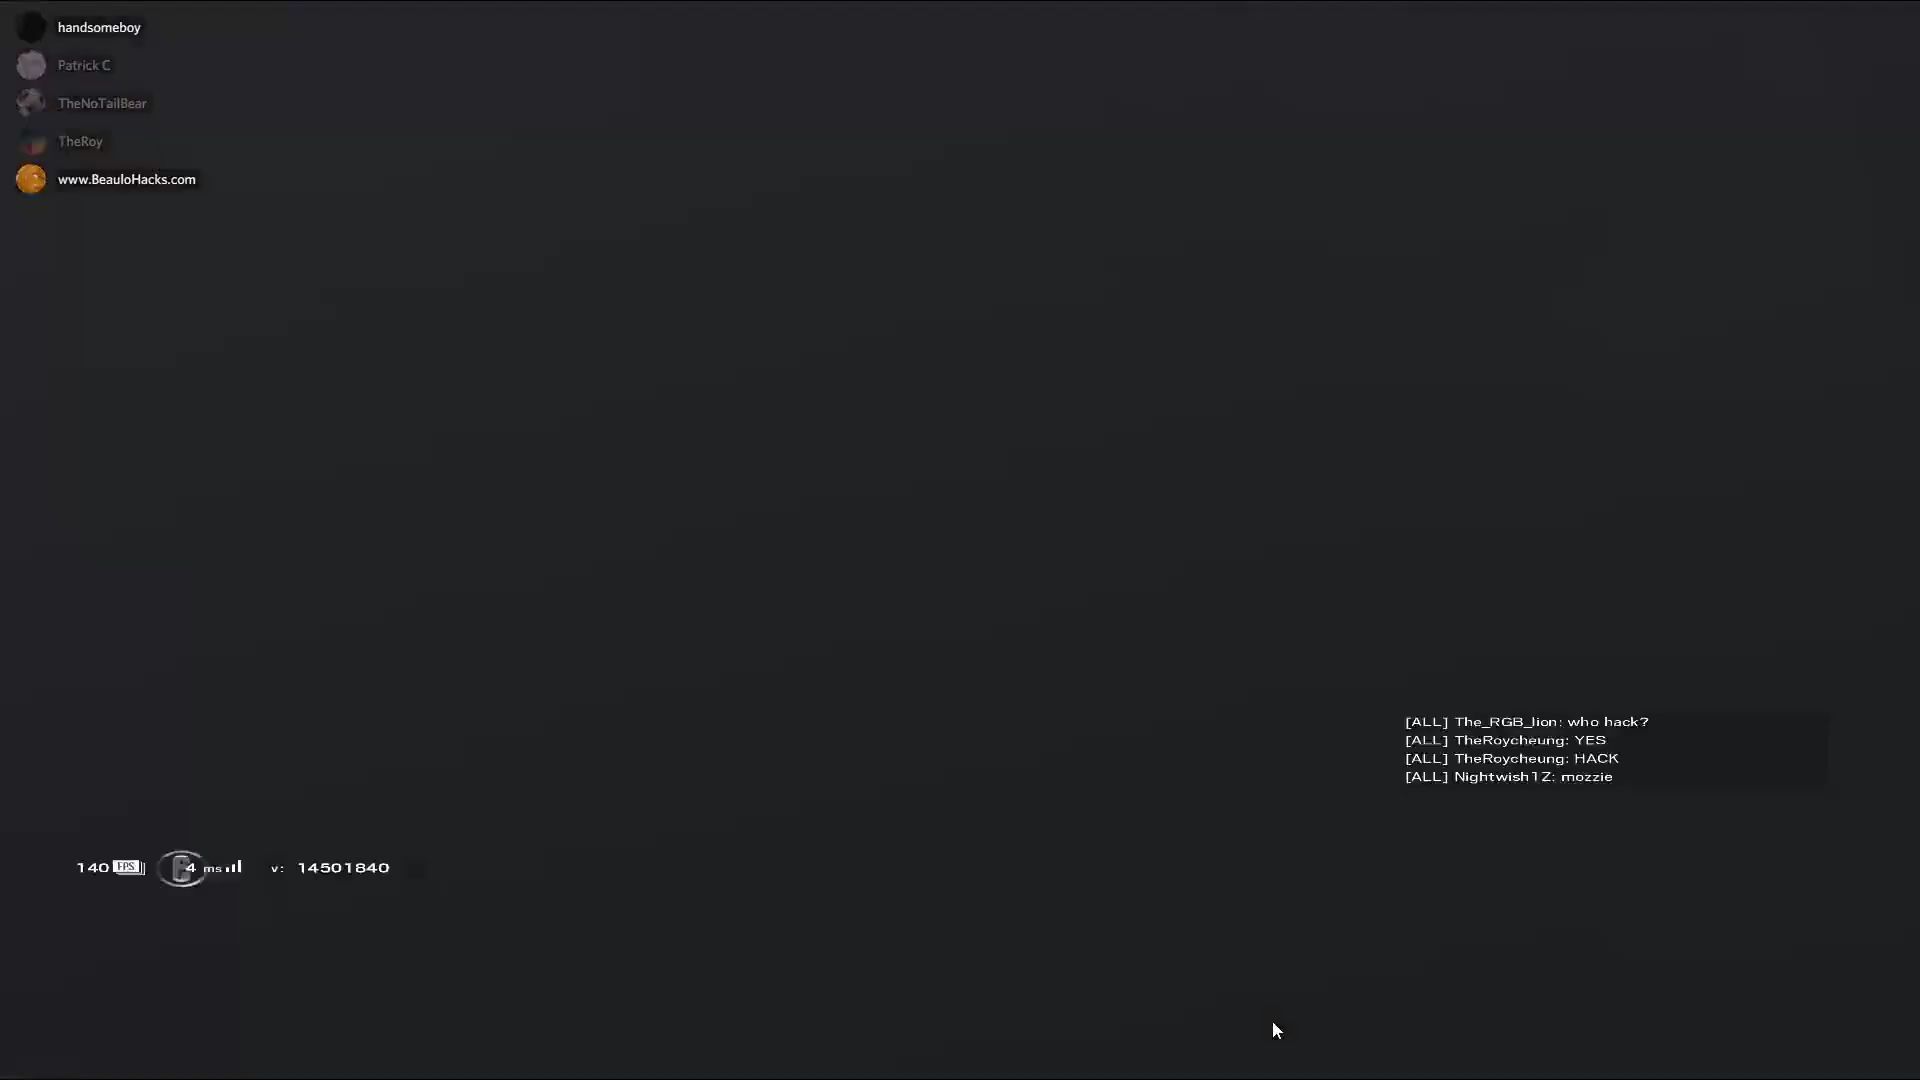 handsomeboy
Patrick C
TheNoTailBear
TheRoy
www.BeauloHacks.com
[ALL] The_RGB_lion: who hack?
[ALL] TheRoycheung: YES
[ALL] TheRoycheung: HACK
[ALL] Nightwish1Z: mozzie
140 FPS 4 ms v: 14501840